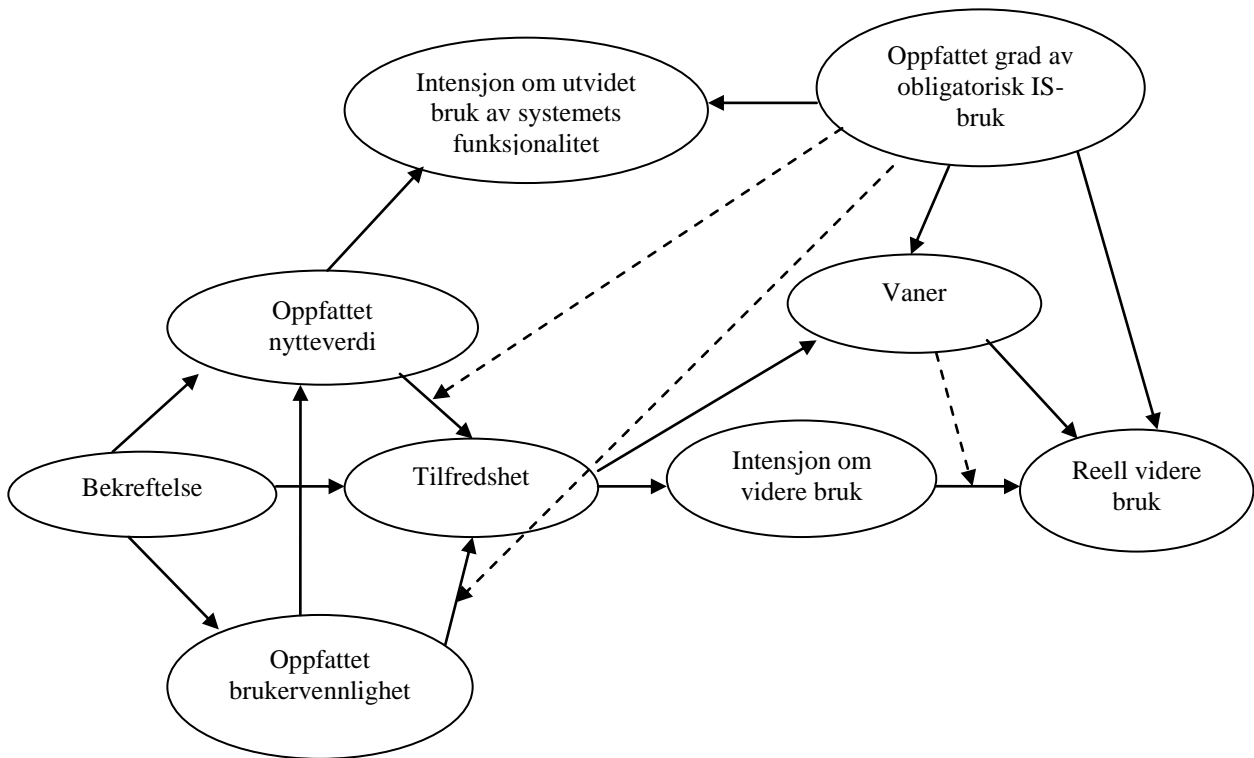 Intensjon om utvidet
bruk av systemets
funksjonalitet
Oppfattet grad av
obligatorisk IS-
bruk
Oppfattet
nytteverdi
Vaner
Bekreftelse
Tilfredshet
Intensjon om
videre bruk
Reell videre
bruk
Oppfattet
brukervennlighet